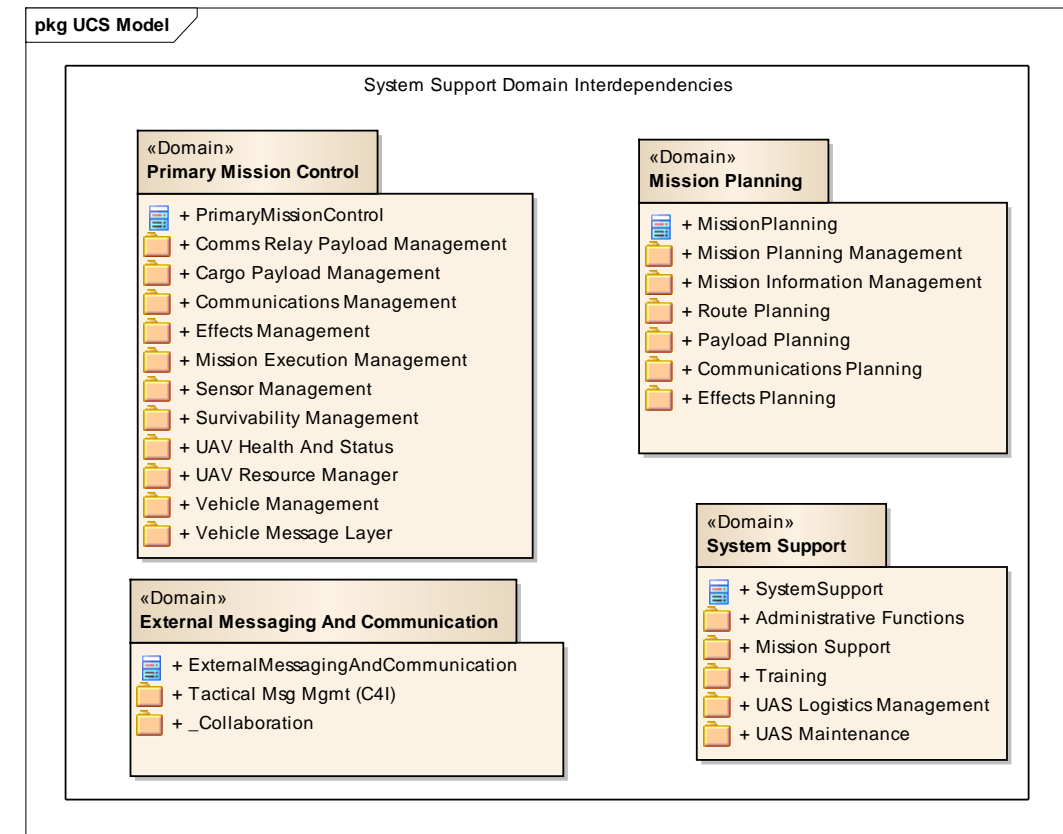 pkg UCS Model
System Support Domain Interdependencies
«Domain»
Primary Mission Control
+ PrimaryMissionControl
+ Comms Relay Payload Management
+ Cargo Payload Management
+ Communications Management
+ Effects Management
+ Mission Execution Management
+ Sensor Management
+ Survivability Management
+ UAV Health And Status
+ UAV Resource Manager
+ Vehicle Management
+ Vehicle Message Layer
«Domain»
Mission Planning
+ MissionPlanning
+ Mission Planning Management
+ Mission Information Management
+ Route Planning
+ Payload Planning
+ Communications Planning
+ Effects Planning
«Domain»
External Messaging And Communication
+ ExternalMessagingAndCommunication
+ Tactical Msg Mgmt (C4I)
+ _Collaboration
«Domain»
System Support
+ SystemSupport
+ Administrative Functions
+ Mission Support
+ Training
+ UAS Logistics Management
+ UAS Maintenance